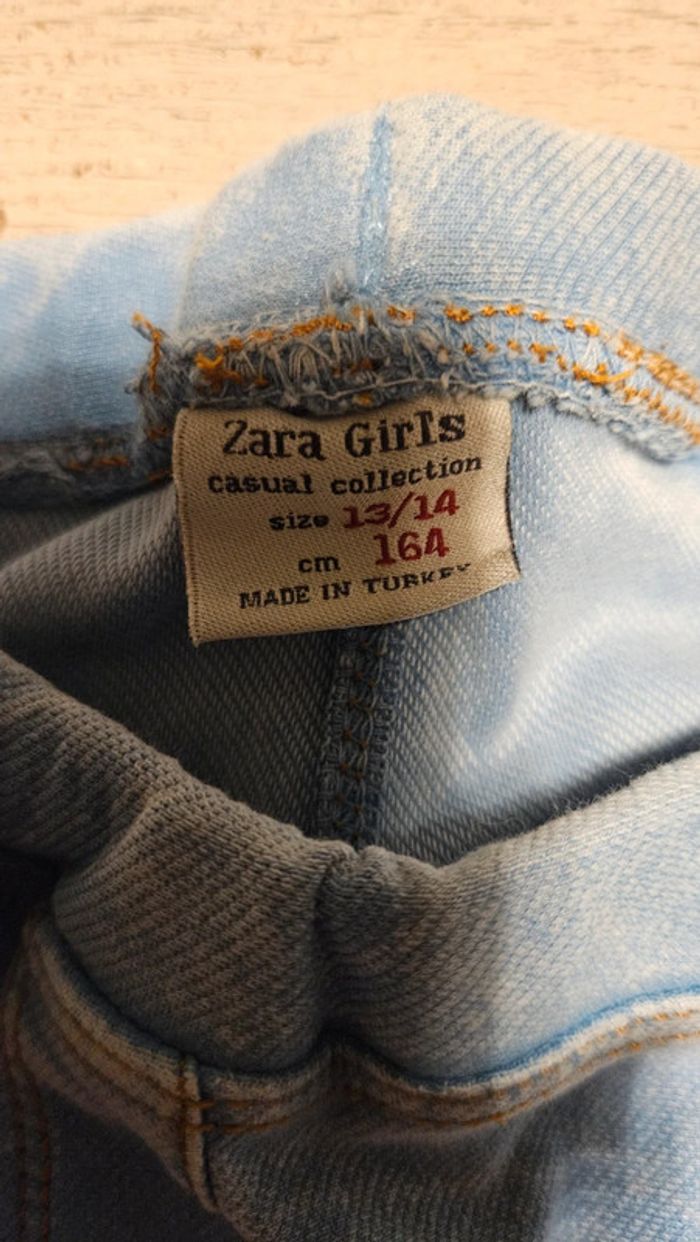 Zara Girls
casual collection
size 13/14
cm 164
MADE IN TURKEY